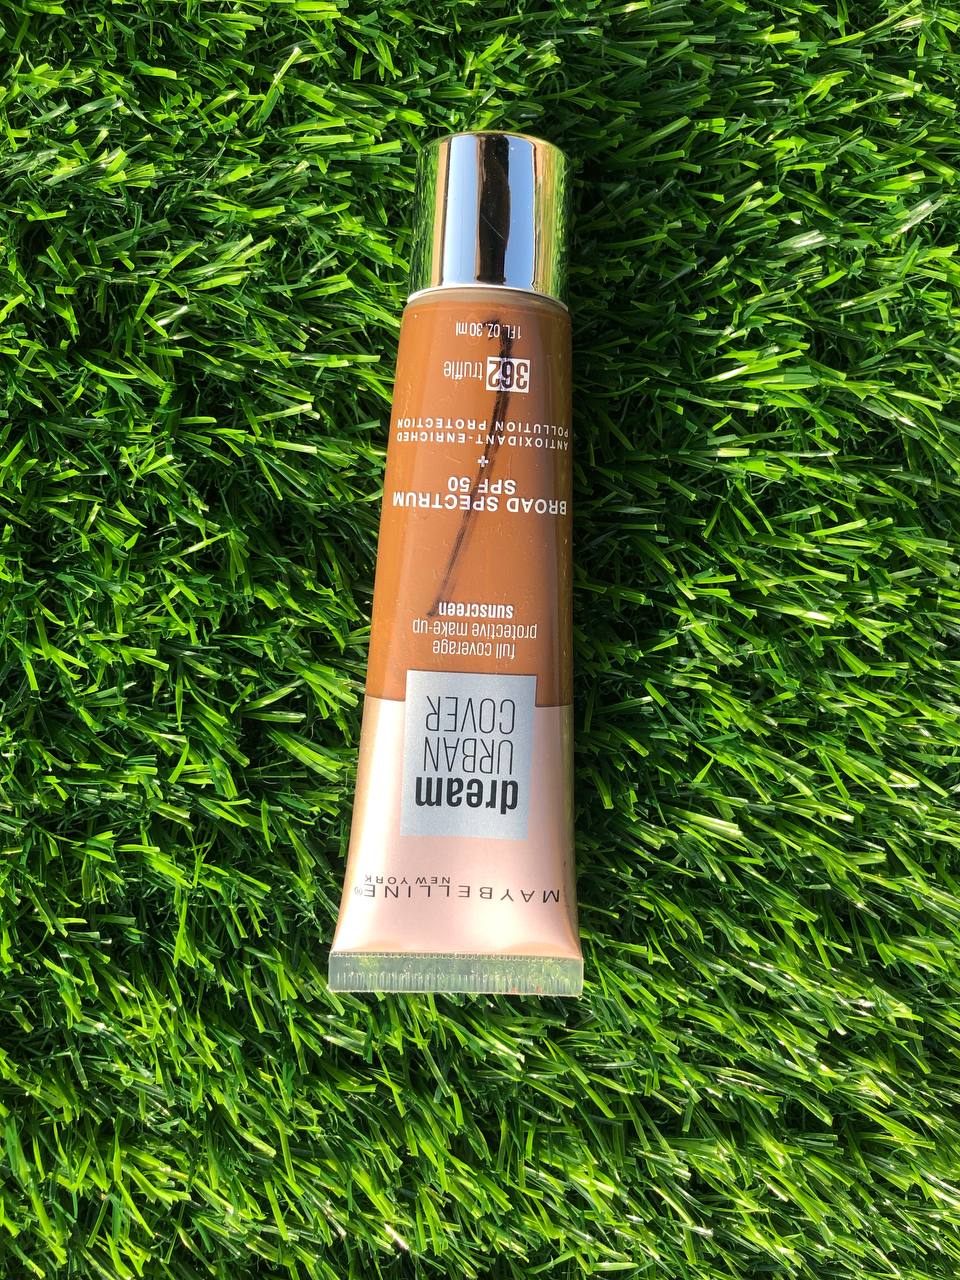 MAYBELLINE®
NEW YORK
dream
URBAN
COVER
full coverage
protective make-up
sunscreen
BROAD SPECTRUM
SPF 50
+
ANTIOXIDANT-ENRICHED
POLLUTION PROTECTION
362 truffle
1 FL. OZ. 30 ml